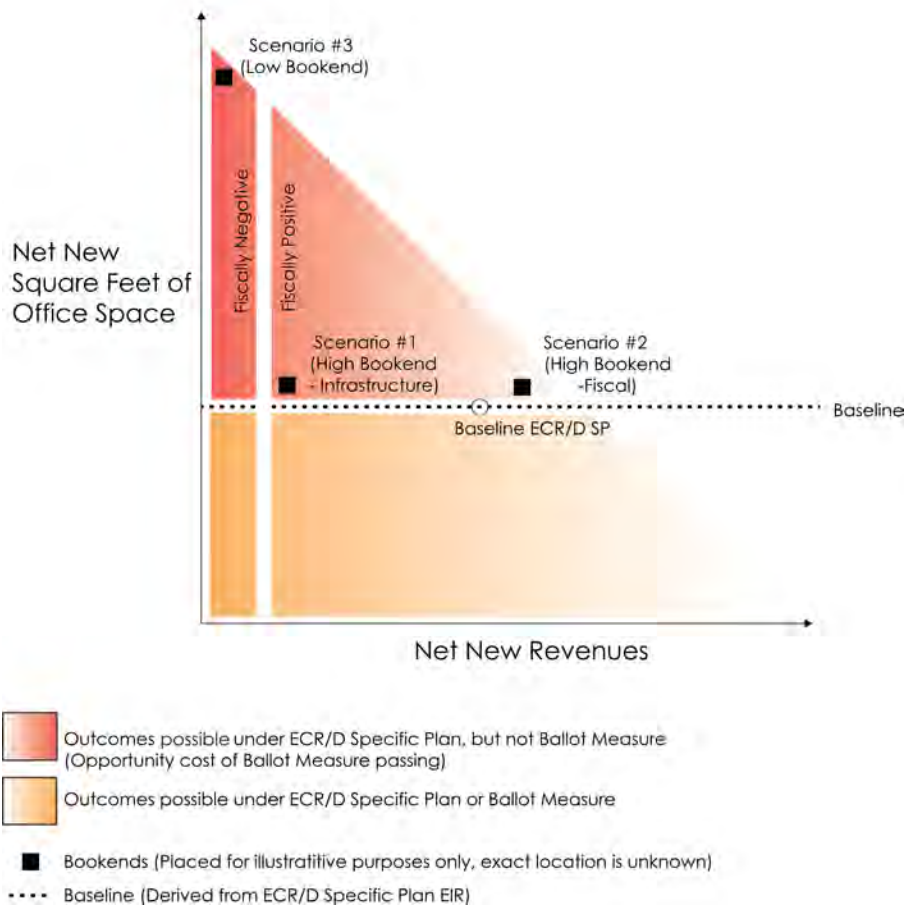 Scenario #3
(Low Bookend)
Fiscally Negative
Fiscally Positive
Net New
Square Feet of
Office Space
Scenario #1
(High Bookend
- Infrastructure)
Scenario #2
(High Bookend
-Fiscal)
Baseline
Baseline ECR/D SP
Net New Revenues
Outcomes possible under ECR/D Specific Plan, but not Ballot Measure
(Opportunity cost of Ballot Measure passing)
Outcomes possible under ECR/D Specific Plan or Ballot Measure
Bookends (Placed for illustratitive purposes only, exact location is unknown)
Baseline (Derived from ECR/D Specific Plan EIR)